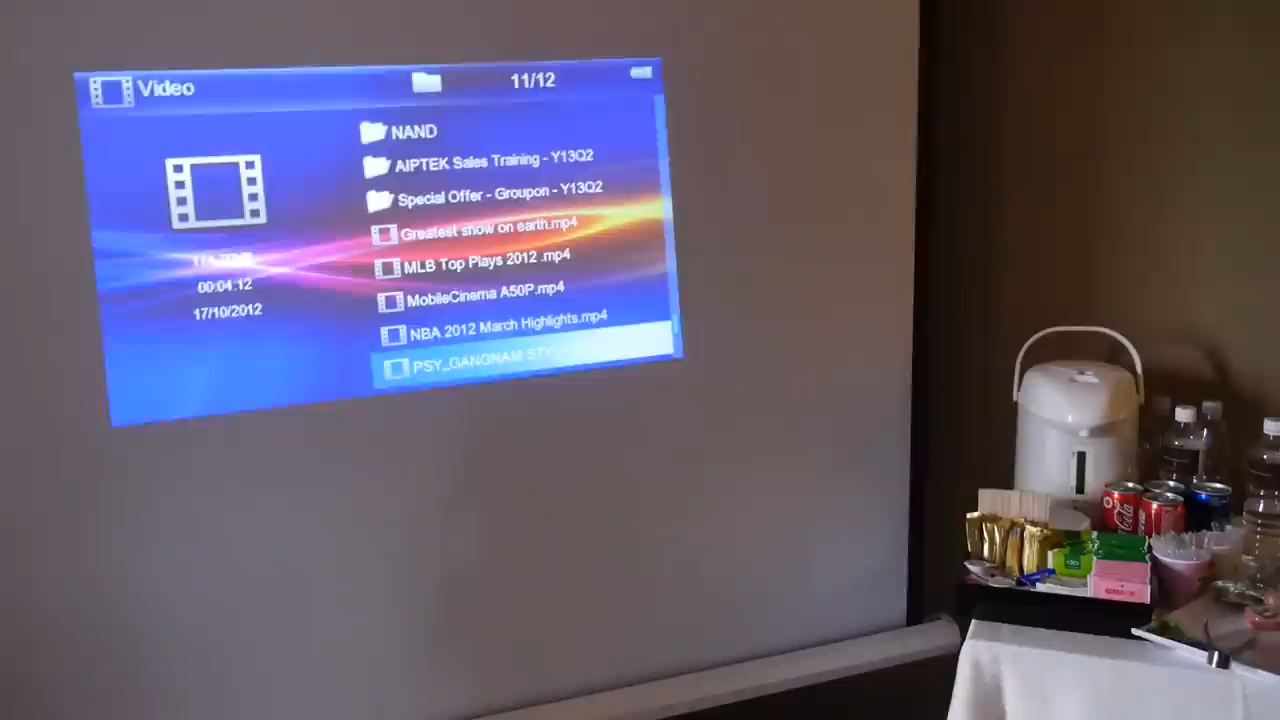 Video
11/12
NAND
AIPTEK Sales Training - Y13Q2
Special Offer - Groupon - Y13Q2
Greatest show on earth.mp4
MLB Top Plays 2012 .mp4
MobileCinema A50P.mp4
NBA 2012 March Highlights.mp4
PSY_GANGNAM
00:04:12
17/10/2012
Coca-Cola